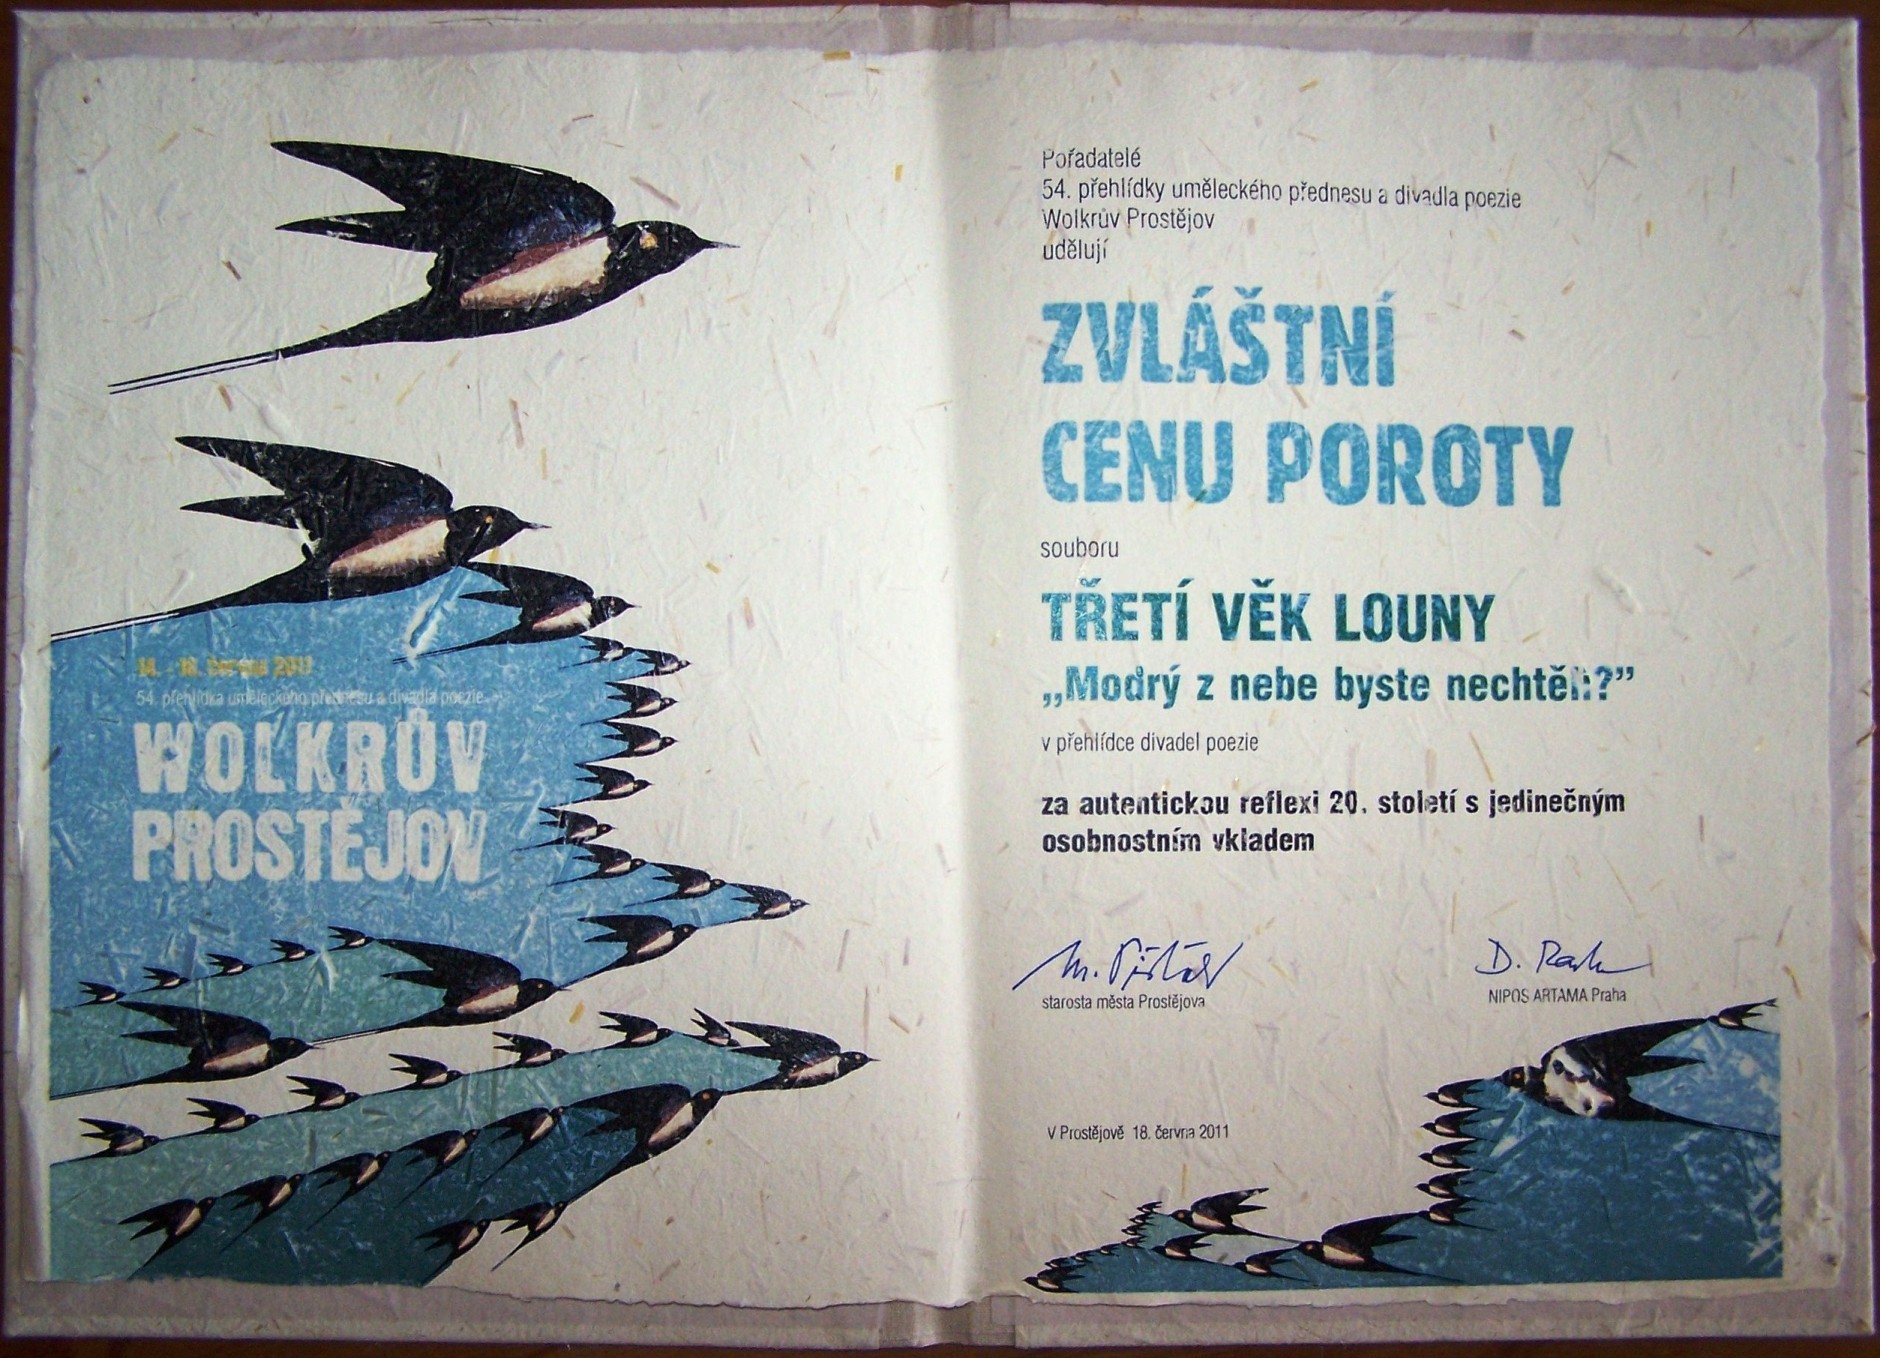 14. - 18. června 2011
54. přehlídka uměleckého přednesu a divadla poezie
WOLKRŮV
PROSTĚJOV
Pořadatelé
54. přehlídky uměleckého přednesu a divadla poezie
Wolkrův Prostějov
udělují
ZVLÁŠTNÍ
CENU POROTY
souboru
TŘETÍ VĚK LOUNY
„Modrý z nebe byste nechtěli?”
v přehlídce divadel poezie
za autentickou reflexi 20. století s jedinečným
osobnostním vkladem
starosta města Prostějova
D.
NIPOS ARTAMA Praha
V Prostějově 18. června 2011